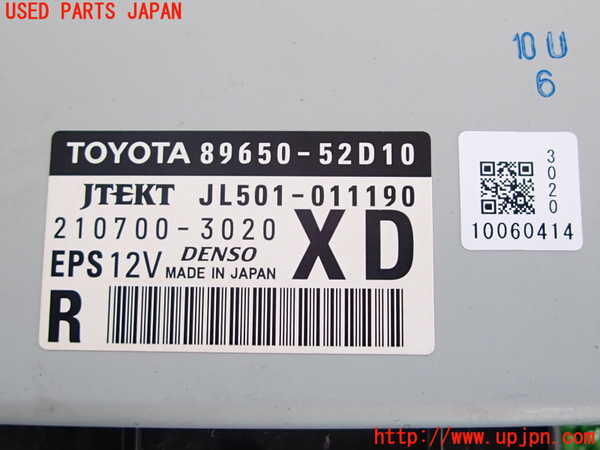 USED PARTS JAPAN
10 U
6
TOYOTA 89650-52D10
JTEKT JL501-011190
210700-3020
DENSO
EPS 12V MADE IN JAPAN
XD
R
3020
10060414
http://www.upjpn.com/